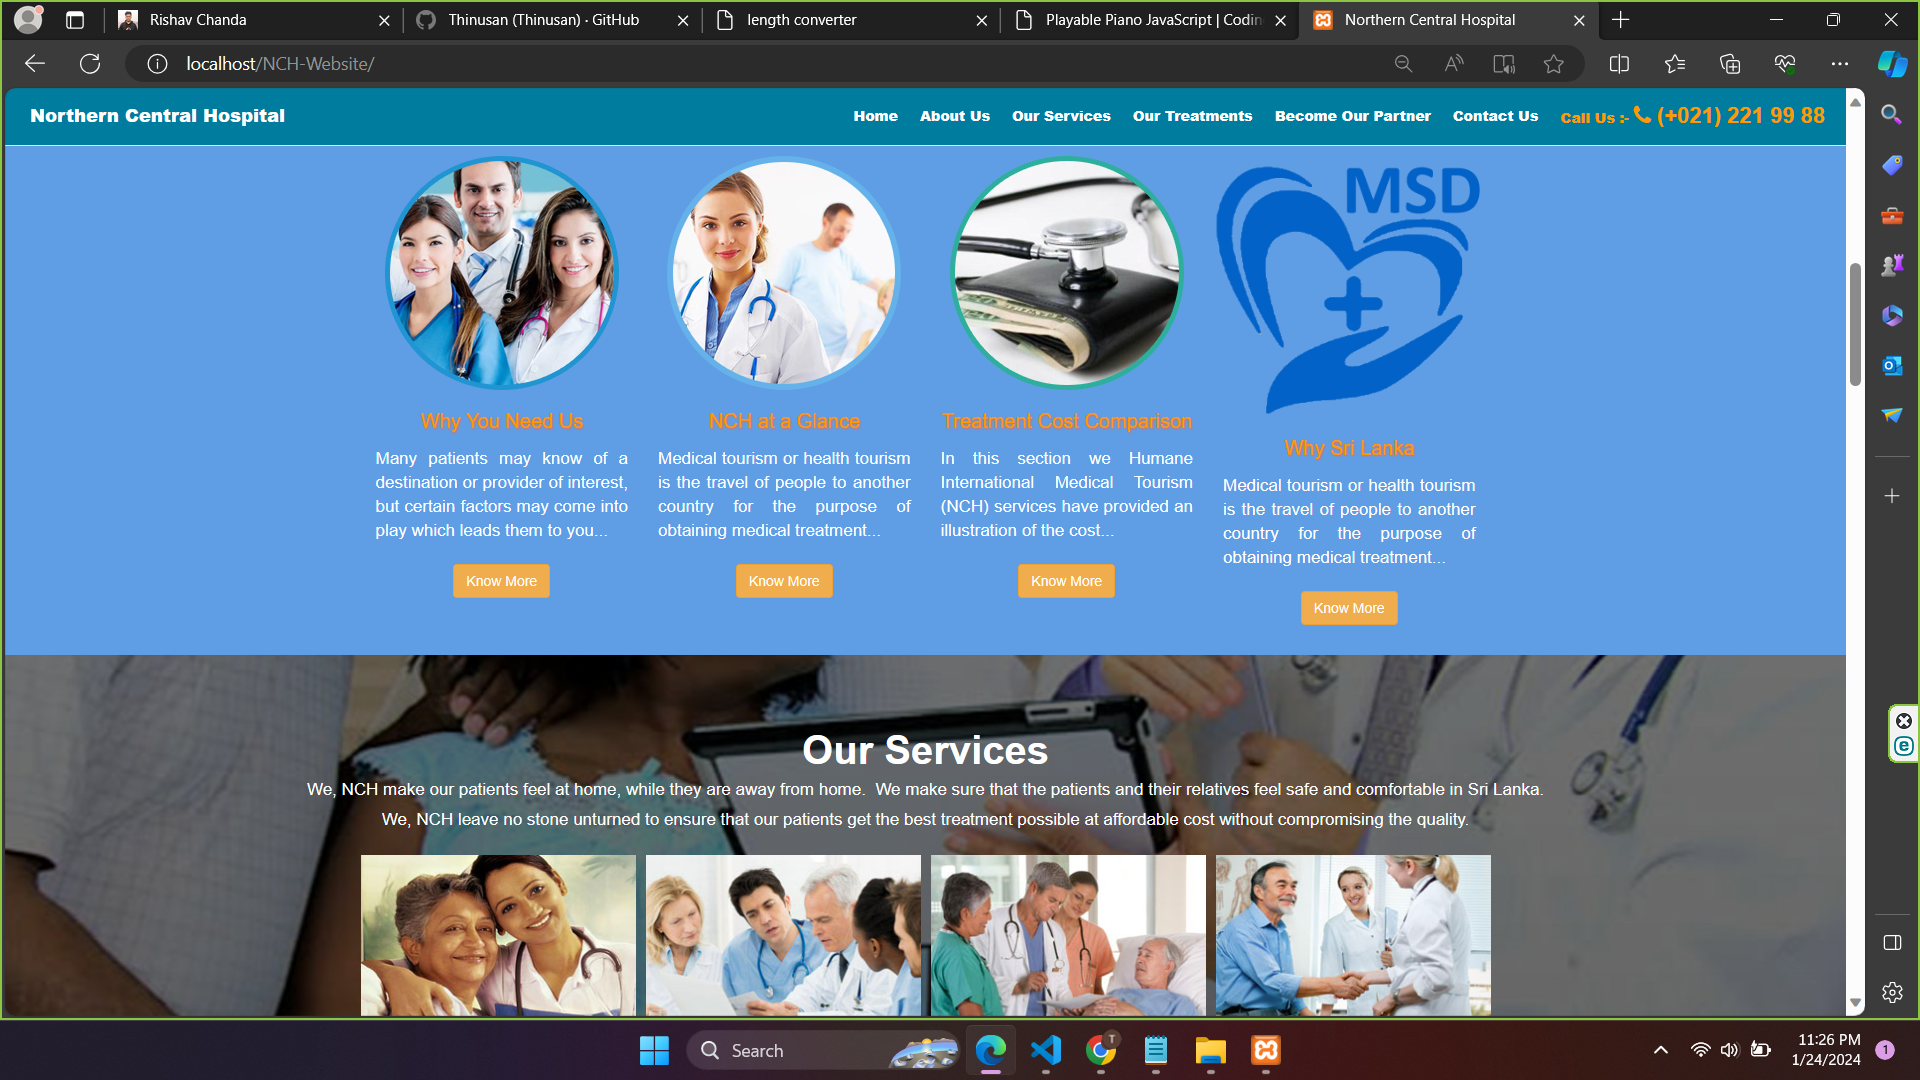 Rishav Chanda
Thinusan (Thinusan) · GitHub
length converter
Playable Piano JavaScript | Codin
Northern Central Hospital
localhost/NCH-Website/
Northern Central Hospital
Home
About Us
Our Services
Our Treatments
Become Our Partner
Contact Us
Call Us :- (+021) 221 99 88
MSD
Why You Need Us
Many patients may know of a
destination or provider of interest,
but certain factors may come into
play which leads them to you...
Know More
NCH at a Glance
Medical tourism or health tourism
is the travel of people to another
country for the purpose of
obtaining medical treatment...
Know More
Treatment Cost Comparison
In this section we Humane
International Medical Tourism
(NCH) services have provided an
illustration of the cost...
Know More
Why Sri Lanka
Medical tourism or health tourism
is the travel of people to another
country for the purpose of
obtaining medical treatment...
Know More
Our Services
We, NCH make our patients feel at home, while they are away from home.  We make sure that the patients and their relatives feel safe and comfortable in Sri Lanka.
We, NCH leave no stone unturned to ensure that our patients get the best treatment possible at affordable cost without compromising the quality.
Search
T
11:26 PM
1/24/2024
1